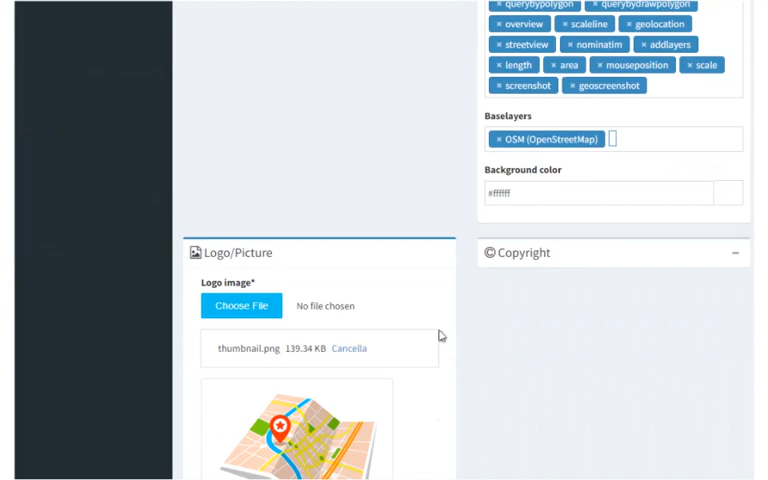 × querybypolygon × querybydrawpolygon
× overview × scaleline × geolocation
× streetview × nominatim × addlayers
× length × area × mouseposition × scale
× screenshot × geoscreenshot
Baselayers
× OSM (OpenStreetMap)
Background color
#ffffff
Logo/Picture
Logo image*
Choose File No file chosen
thumbnail.png 139.34 KB Cancella
© Copyright −